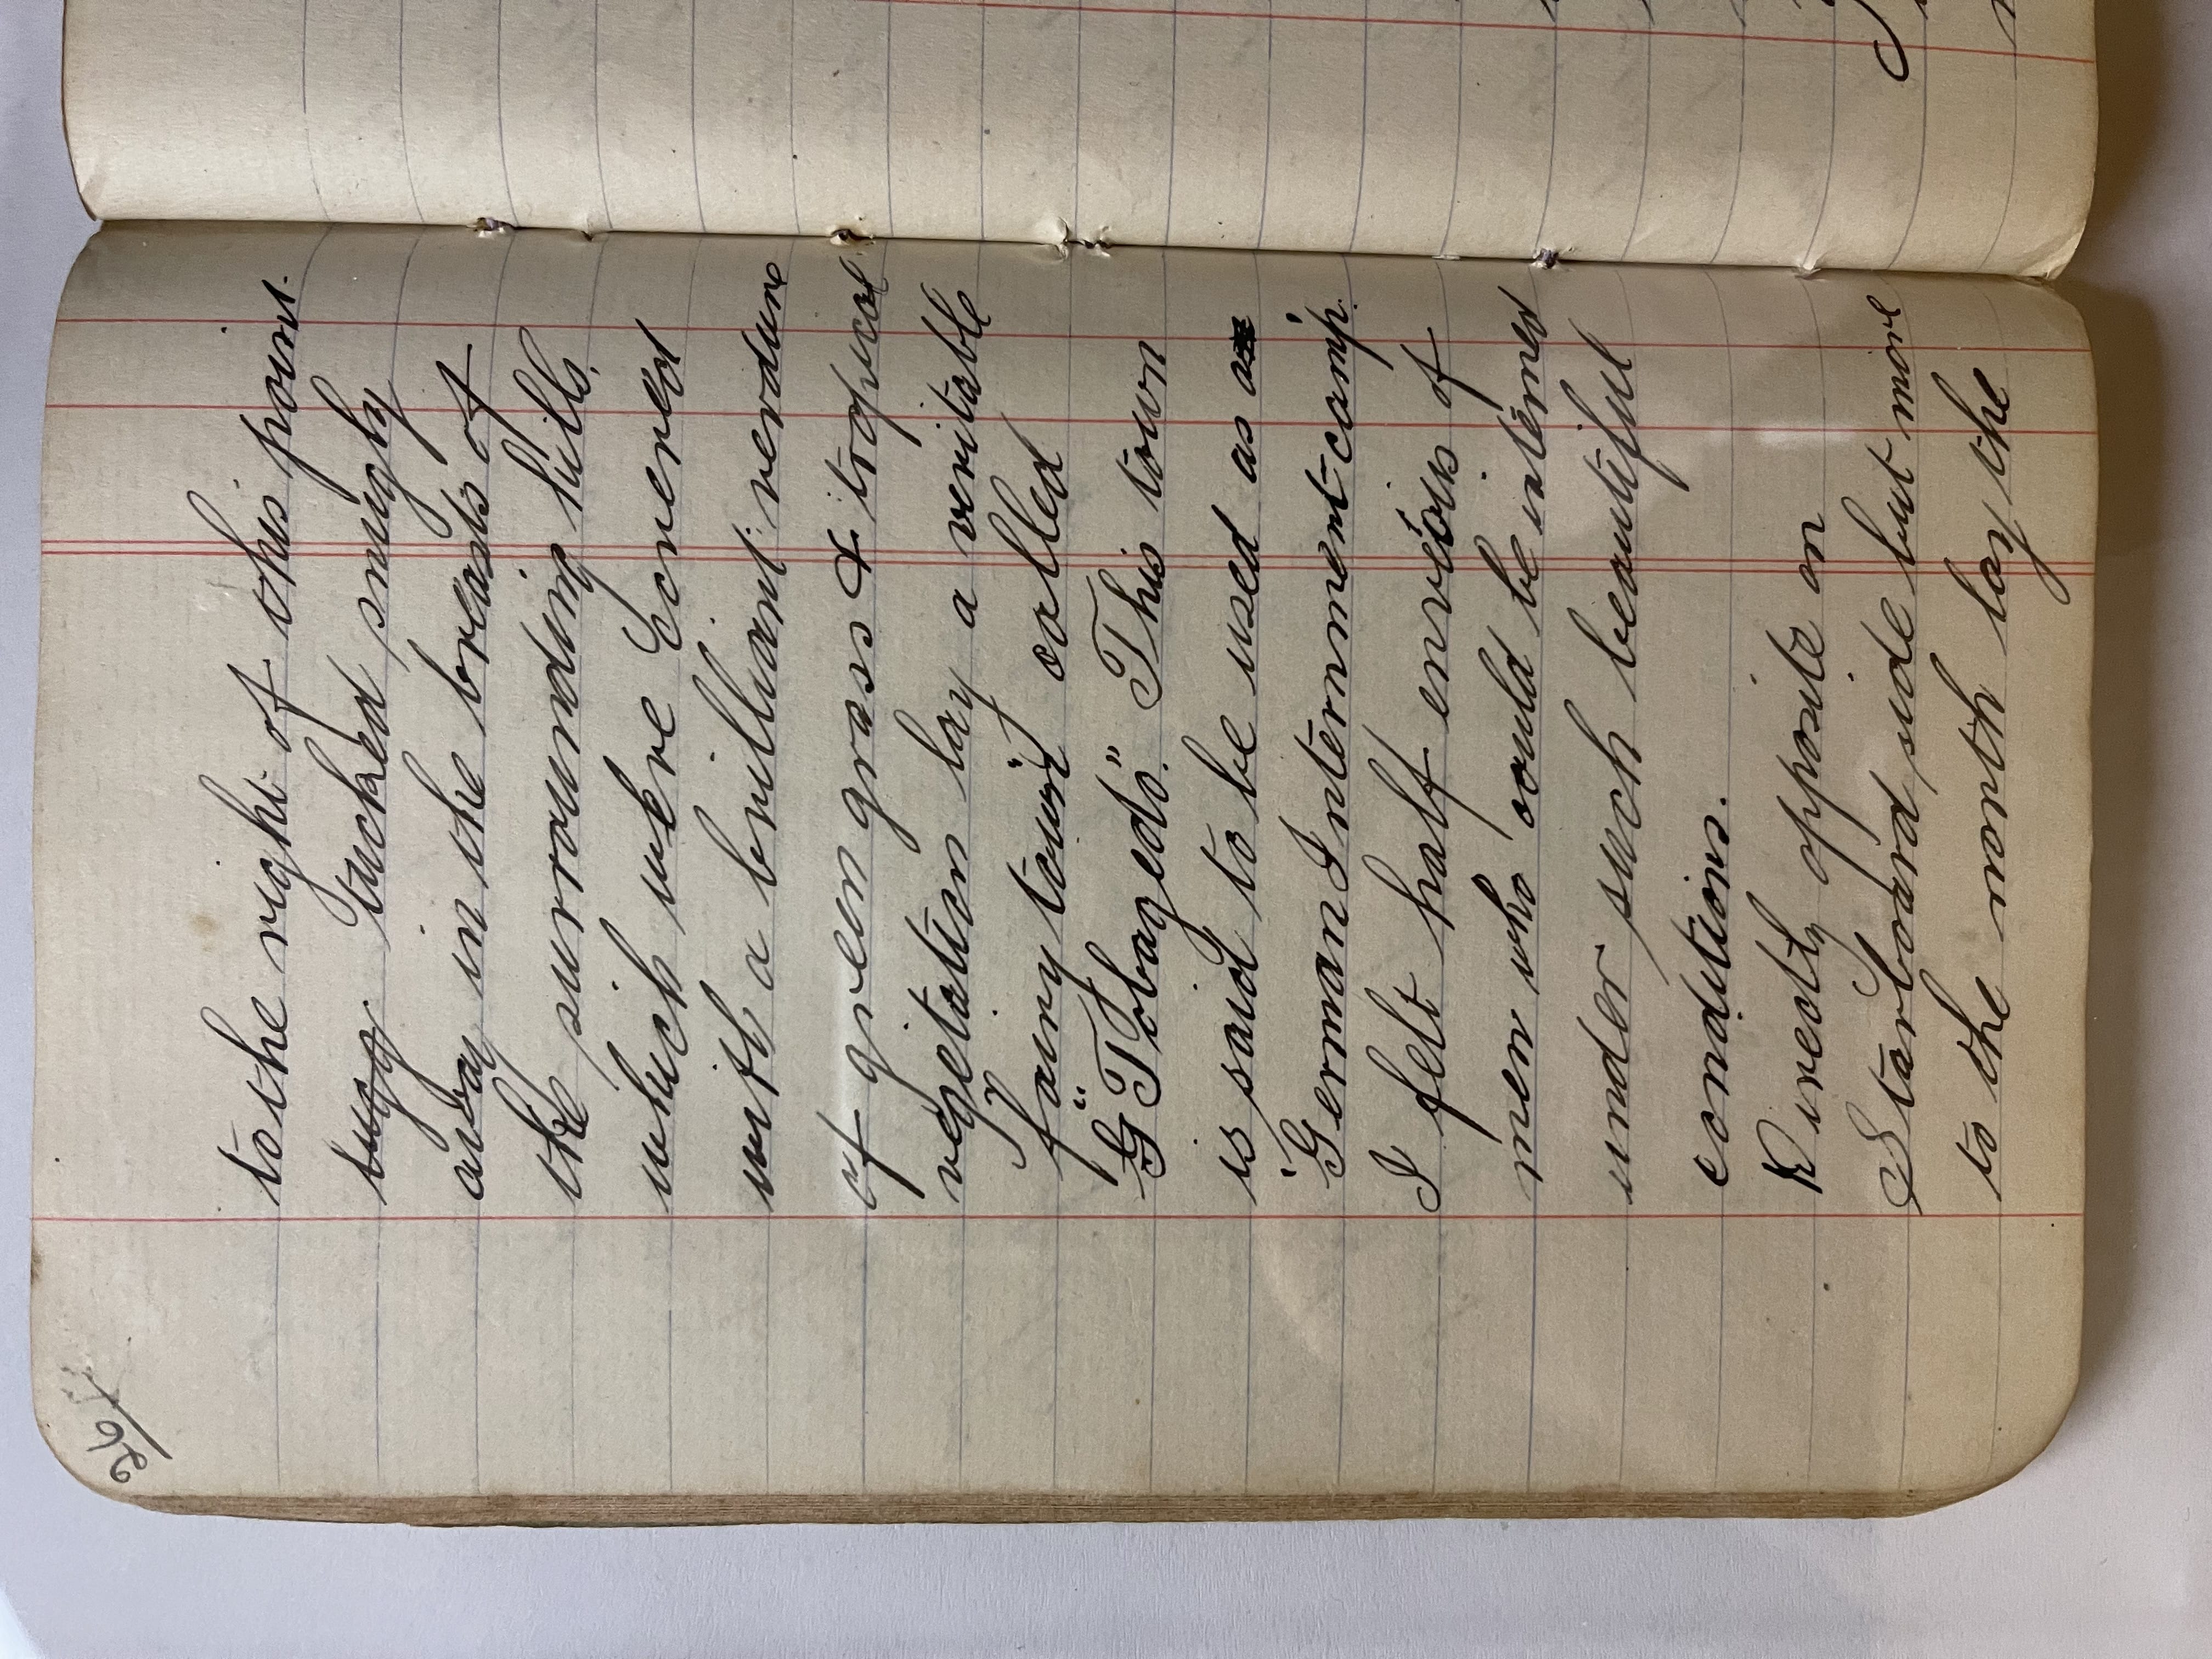 26
to the right of this point
tugg tucked snugly
away in the breasts of
the surrounding hills,
which were covered
with a brilliant verdure
of green grass & tropical
vegetation lay a veritable
"fairy town" called
G "Tobagedo". This town
is said to be used as a
'German Internment camp.'
I felt half envious of
men who could be interned
under such beautiful
conditions.
Directly opposite on
Starboard side but more
to the north lay the